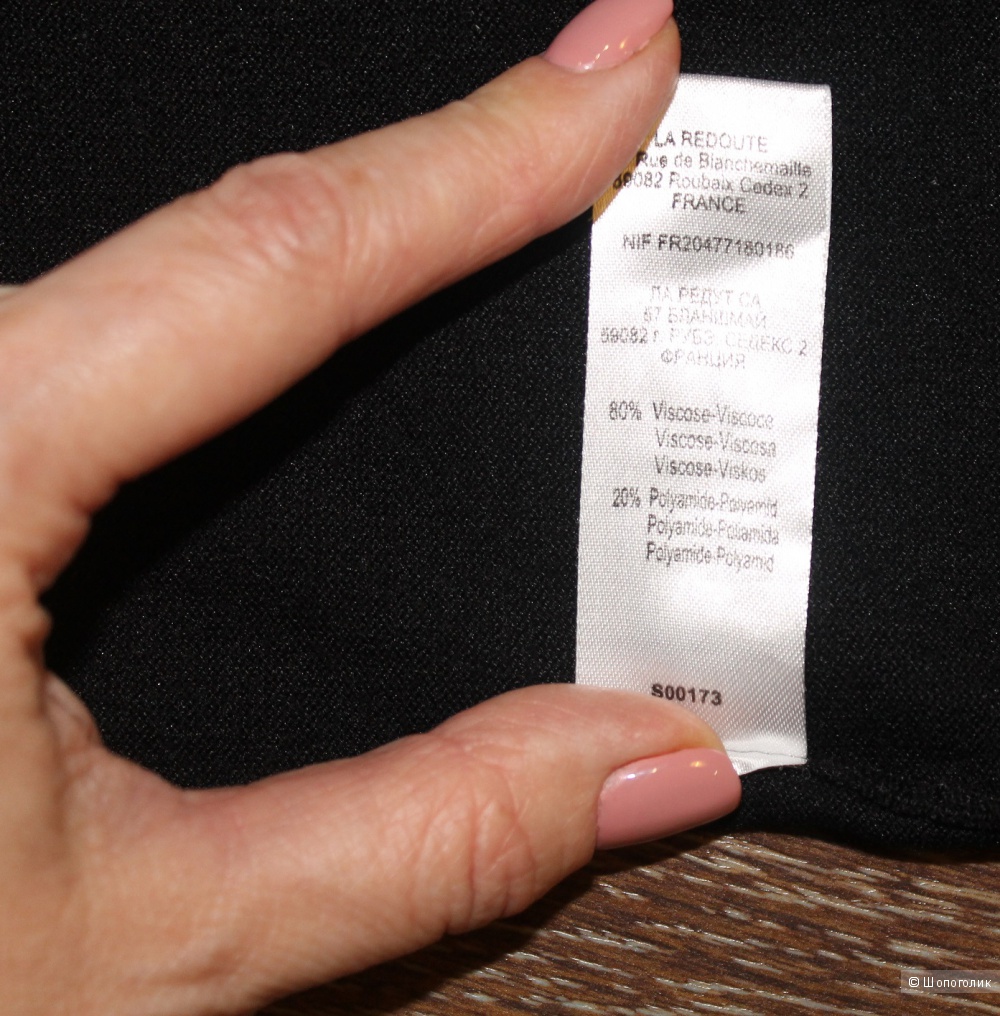 LA REDOUTE
Rue de Blanchemaille
59082 Roubaix Cedex 2
FRANCE
NIF FR20477180186
ЛА РЕДУТ СА
57 БЛАНШМАЙ
59082 г. РУБЭ, СЕДЕКС 2
ФРАНЦИЯ
80% Viscose-Viscoce
Viscose-Viscosa
Viscose-Viskos
20% Polyamide-Polyamid
Polyamide-Poliamida
Polyamide-Polyamid
S00173
© Шопоголик